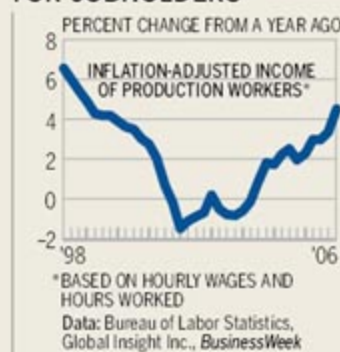 PERCENT CHANGE FROM A YEAR AGO
8
INFLATION-ADJUSTED INCOME
OF PRODUCTION WORKERS*
6
4
2
0
-2
'98
'06
*BASED ON HOURLY WAGES AND
HOURS WORKED
Data: Bureau of Labor Statistics,
Global Insight Inc., BusinessWeek